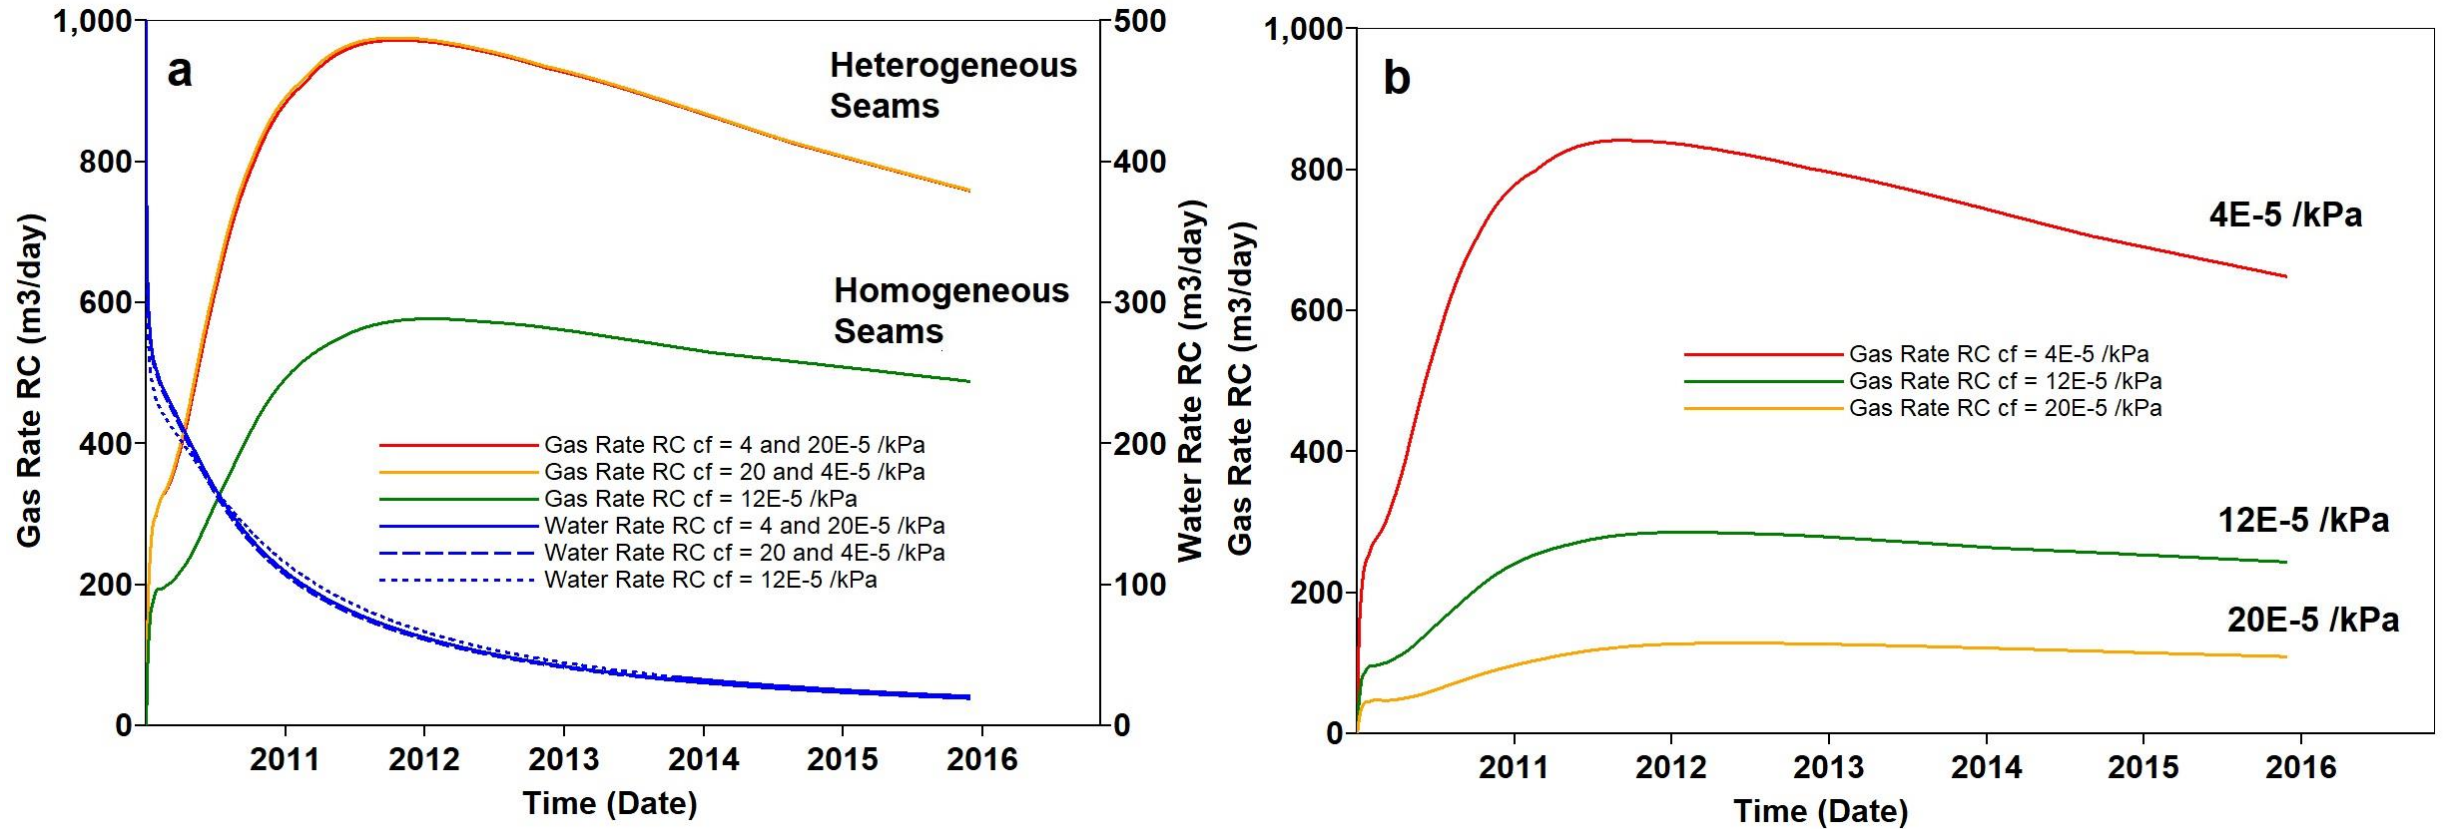 a
Heterogeneous
Seams
Homogeneous
Seams
1,000
800
600
400
200
0
Gas Rate RC (m3/day)
500
400
300
200
100
0
Water Rate RC (m3/day)
Gas Rate RC cf = 4 and 20E-5 /kPa
Gas Rate RC cf = 20 and 4E-5 /kPa
Gas Rate RC cf = 12E-5 /kPa
Water Rate RC cf = 4 and 20E-5 /kPa
Water Rate RC cf = 20 and 4E-5 /kPa
Water Rate RC cf = 12E-5 /kPa
2011 2012 2013 2014 2015 2016
Time (Date)
b
1,000
800
600
400
200
0
Gas Rate RC (m3/day)
4E-5 /kPa
Gas Rate RC cf = 4E-5 /kPa
Gas Rate RC cf = 12E-5 /kPa
Gas Rate RC cf = 20E-5 /kPa
12E-5 /kPa
20E-5 /kPa
2011 2012 2013 2014 2015 2016
Time (Date)